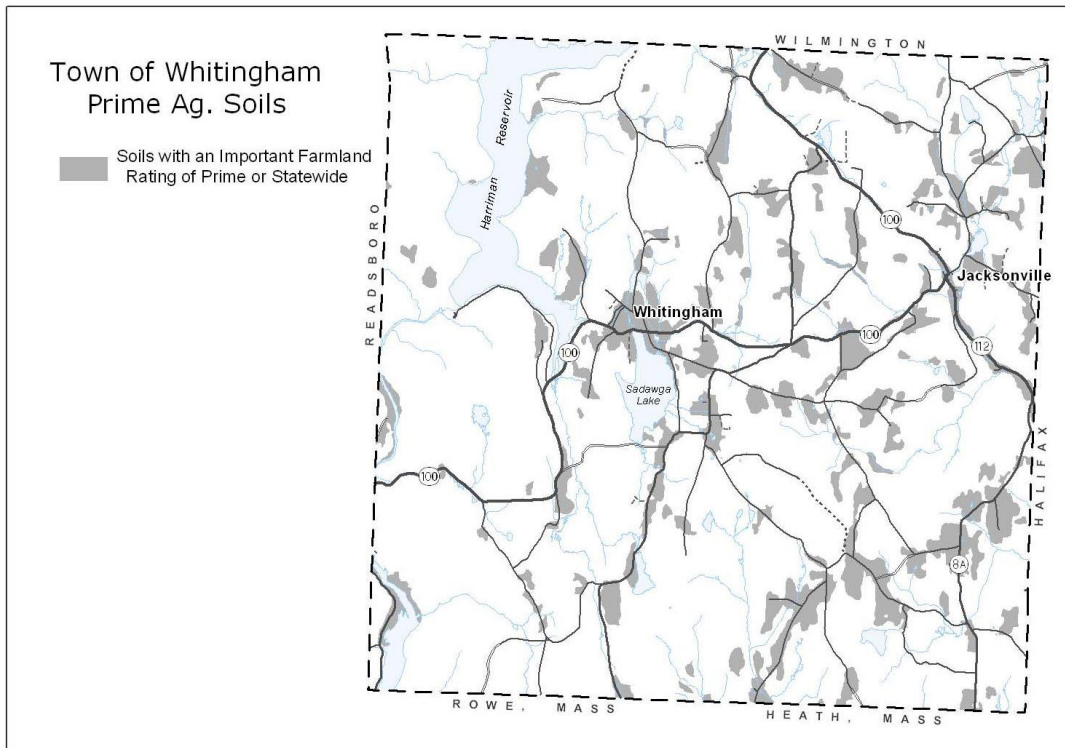 Town of Whitingham
Prime Ag. Soils
Soils with an Important Farmland
Rating of Prime or Statewide
WILMINGTON
Harriman Reservoir
READSBORO
100
Jacksonville
Whitingham
100
100
112
Sadawga
Lake
HALIFAX
100
8A
ROWE, MASS
HEATH, MASS